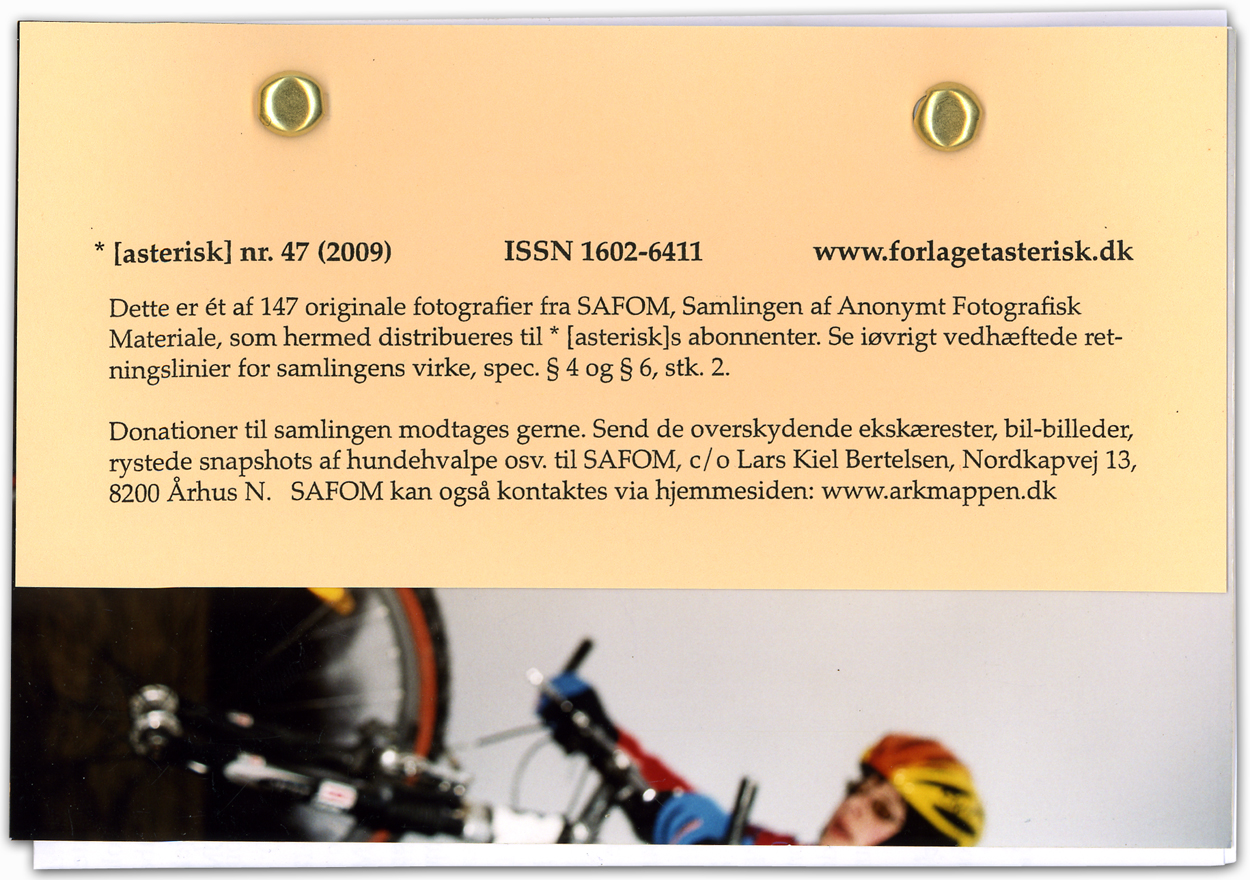 * [asterisk] nr. 47 (2009) ISSN 1602-6411 www.forlagetasterisk.dk
Dette er ét af 147 originale fotografier fra SAFOM, Samlingen af Anonymt Fotografisk
Materiale, som hermed distribueres til * [asterisk]s abonnenter. Se iøvrigt vedhæftede ret-
ningslinier for samlingens virke, spec. § 4 og § 6, stk. 2.
Donationer til samlingen modtages gerne. Send de overskydende ekskærester, bil-billeder,
rystede snapshots af hundehvalpe osv. til SAFOM, c/o Lars Kiel Bertelsen, Nordkapvej 13,
8200 Århus N. SAFOM kan også kontaktes via hjemmesiden: www.arkmappen.dk